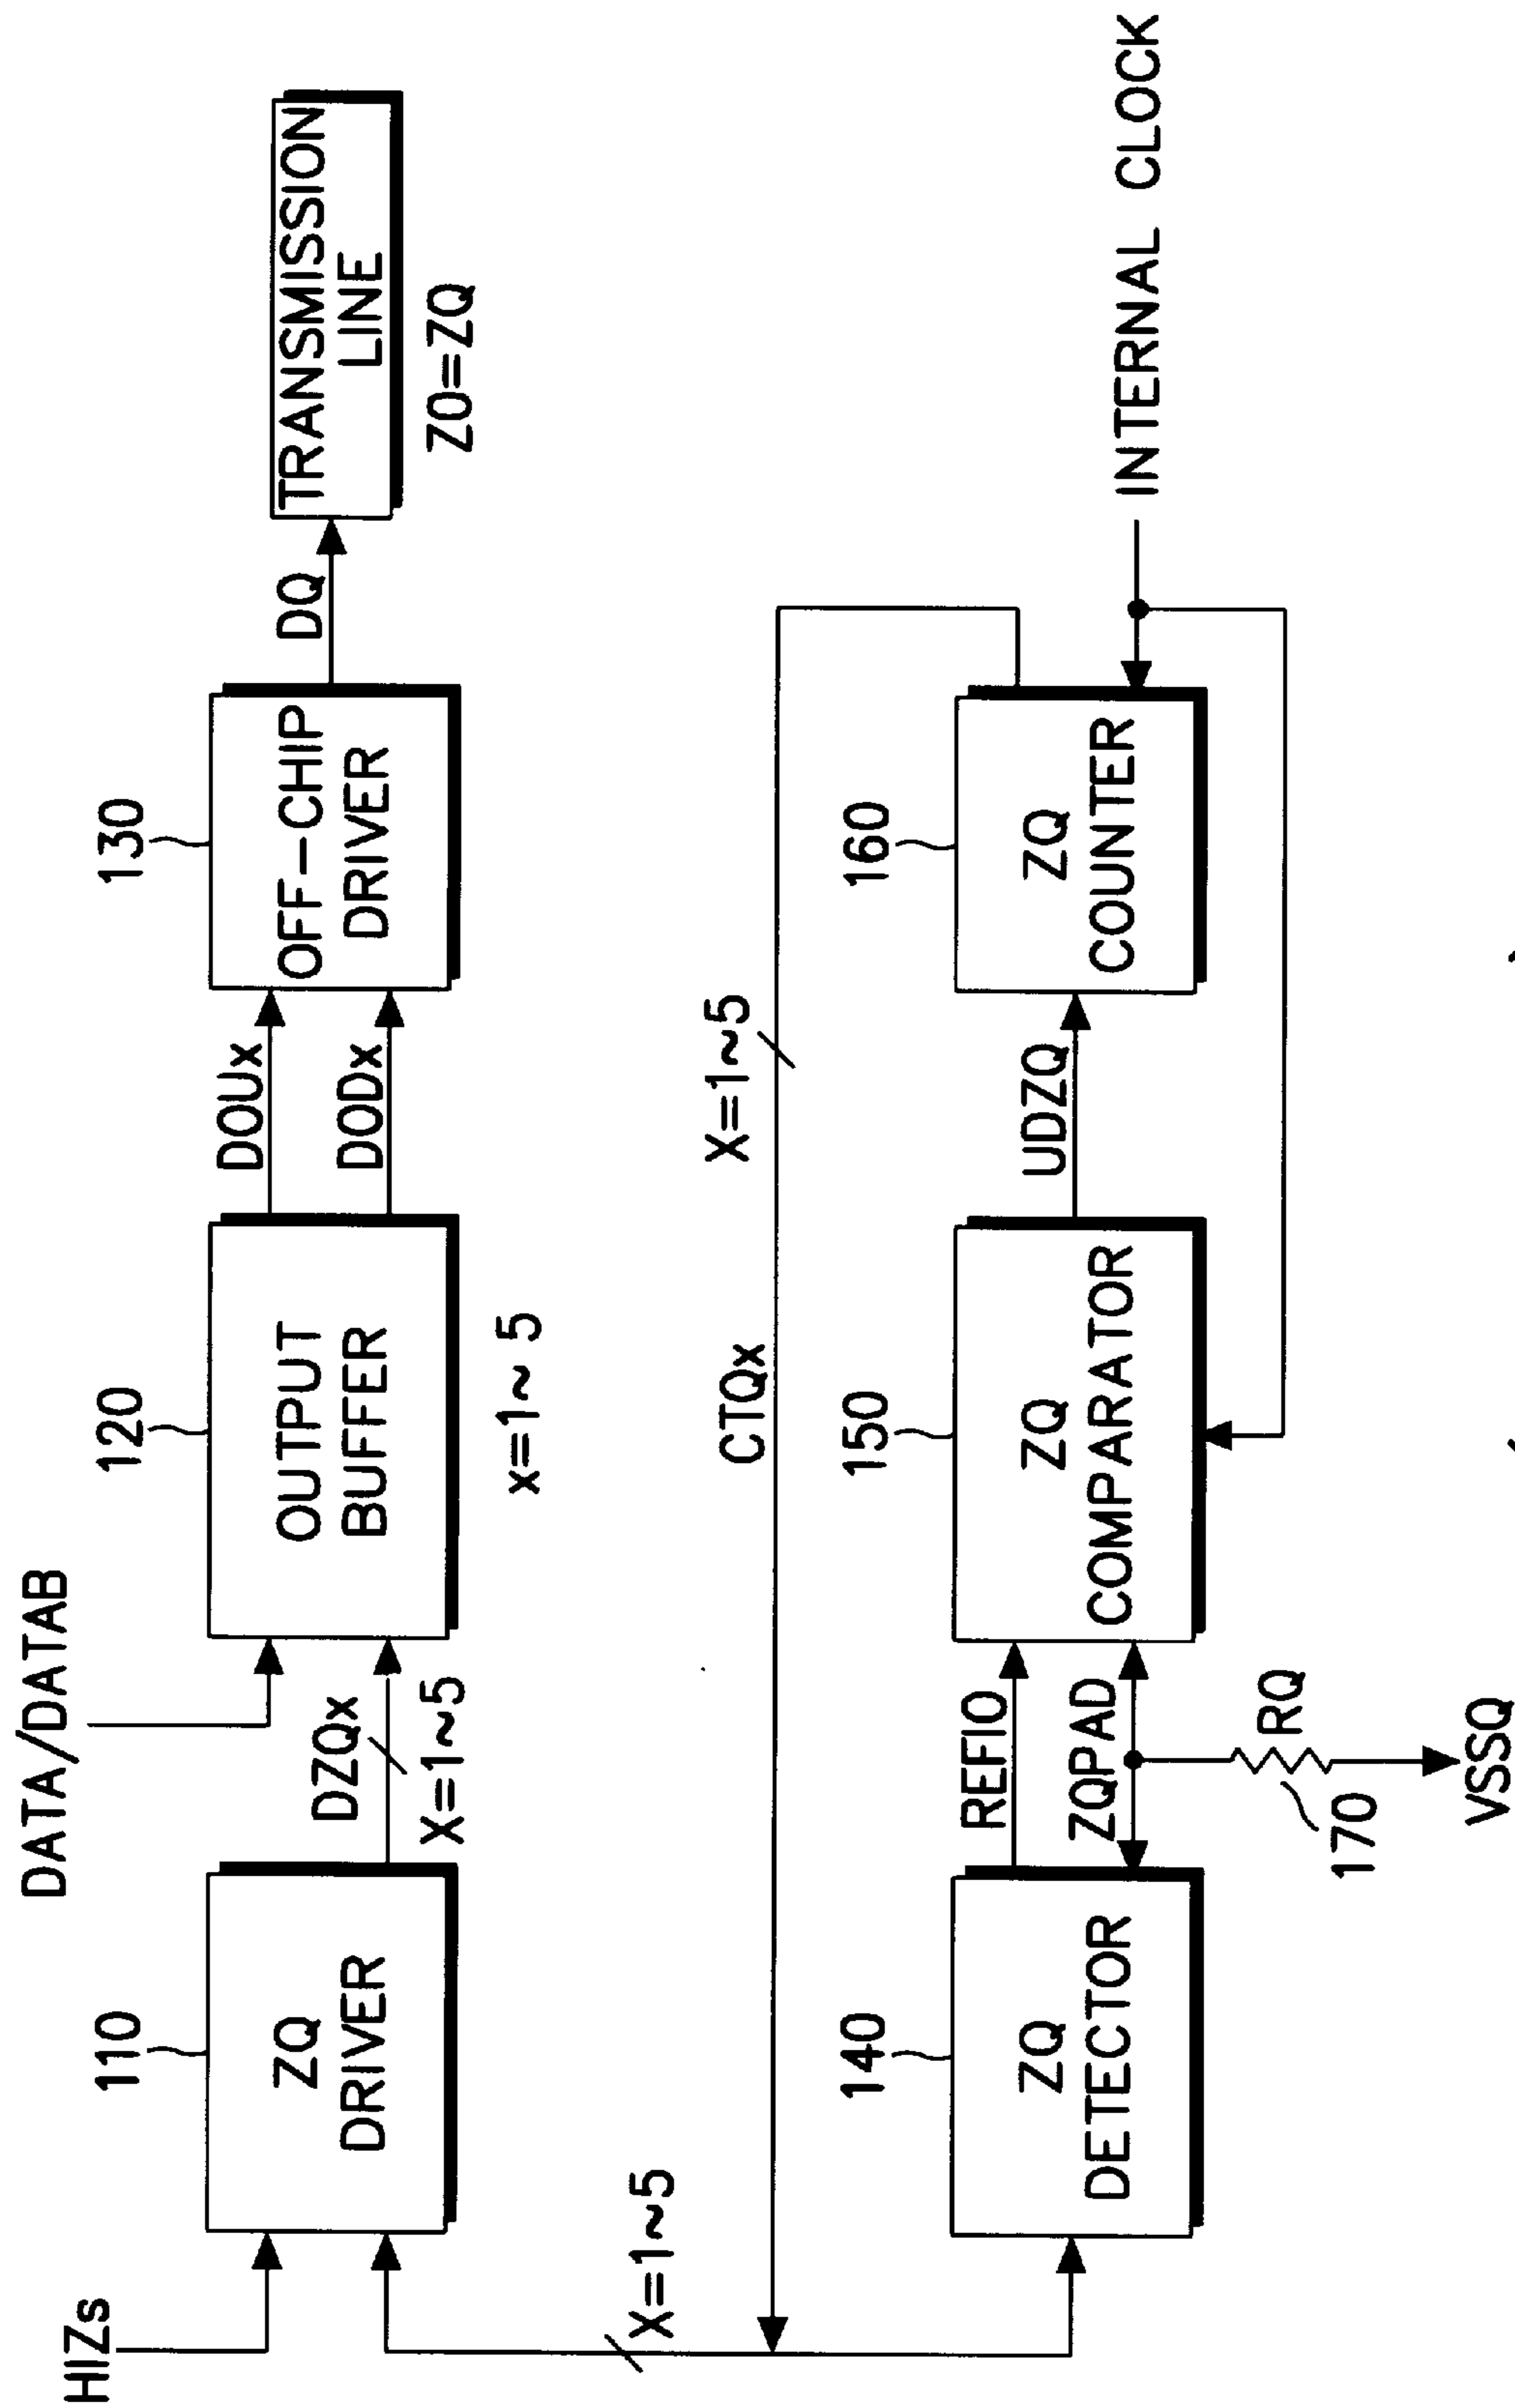 HIZs
DATA/DATAB
110
ZQ
DRIVER
DZQx
X=1~5
120
OUTPUT
BUFFER
x=1~ 5
DOUx
DODx
130
OFF-CHIP
DRIVER
DQ
TRANSMISSION
LINE
Z0=ZQ
X=1~5
CTQx
X=1~5
140
ZQ
DETECTOR
REFIO
ZQPAD
RQ
170
VSSQ
150
ZQ
COMPARATOR
UDZQ
160
ZQ
COUNTER
INTERNAL CLOCK